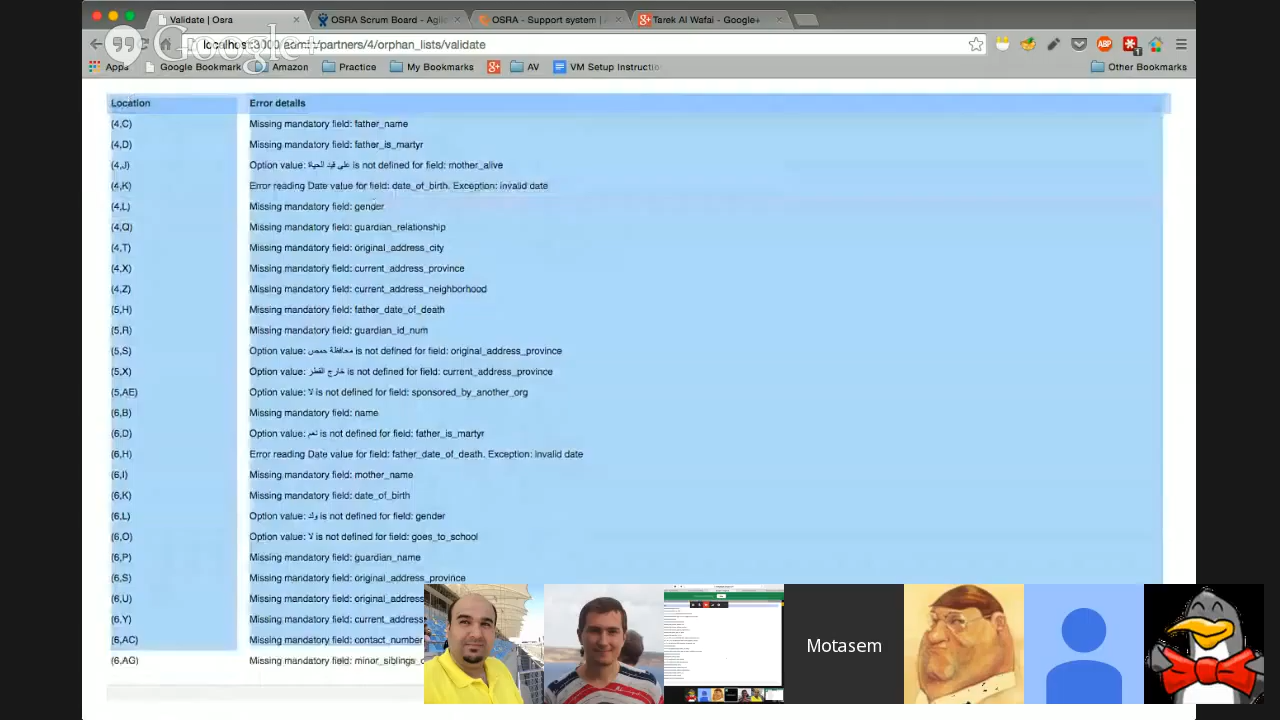 Validate | Osra
OSRA Scrum Board - Agil
OSRA - Support system |
Tarek Al Wafai - Google+
Google+
localhost:3000/admin/partners/4/orphan_lists/validate
Apps Google Bookmark Amazon Practice My Bookmarks AV VM Setup Instructio Other Bookmarks
Location Error details
(4,C) Missing mandatory field: father_name
(4,D) Missing mandatory field: father_is_martyr
(4,J) Option value: علي قيد الحياة is not defined for field: mother_alive
(4,K) Error reading Date value for field: date_of_birth. Exception: invalid date
(4,L) Missing mandatory field: gender
(4,Q) Missing mandatory field: guardian_relationship
(4,T) Missing mandatory field: original_address_city
(4,X) Missing mandatory field: current_address_province
(4,Z) Missing mandatory field: current_address_neighborhood
(5,H) Missing mandatory field: father_date_of_death
(5,R) Missing mandatory field: guardian_id_num
(5,S) Option value: محافظة حمص is not defined for field: original_address_province
(5,X) Option value: خارج القطر is not defined for field: current_address_province
(5,AE) Option value: لا is not defined for field: sponsored_by_another_org
(6,B) Missing mandatory field: name
(6,D) Option value: نعم is not defined for field: father_is_martyr
(6,H) Error reading Date value for field: father_date_of_death. Exception: invalid date
(6,I) Missing mandatory field: mother_name
(6,K) Missing mandatory field: date_of_birth
(6,L) Option value: وك is not defined for field: gender
(6,O) Option value: لا is not defined for field: goes_to_school
(6,P) Missing mandatory field: guardian_name
(6,S) Missing mandatory field: original_address_province
(6,U) Missing mandatory field: original_address
(6,Y) Missing mandatory field: current_address
(6,AC) Missing mandatory field: contact_number
(6,AG) Missing mandatory field: minor_sibling
Motasem